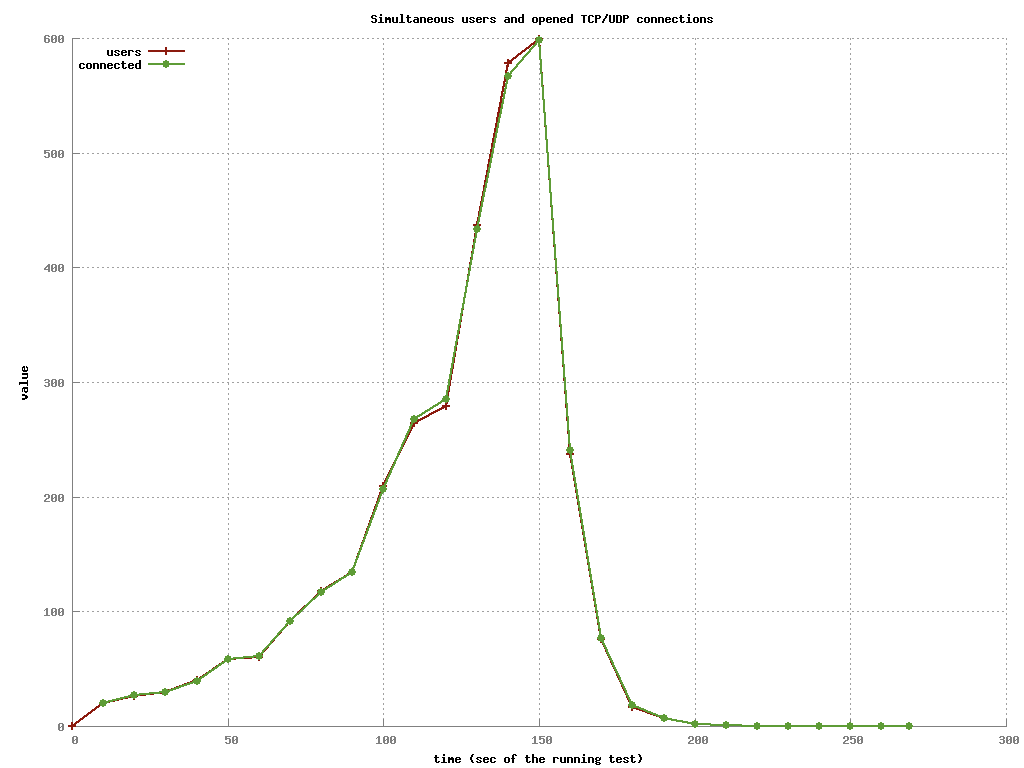 Simultaneous users and opened TCP/UDP connections
600
users
connected
500
400
300
value
200
100
0
0 50 100 150 200 250 300
time (sec of the running test)